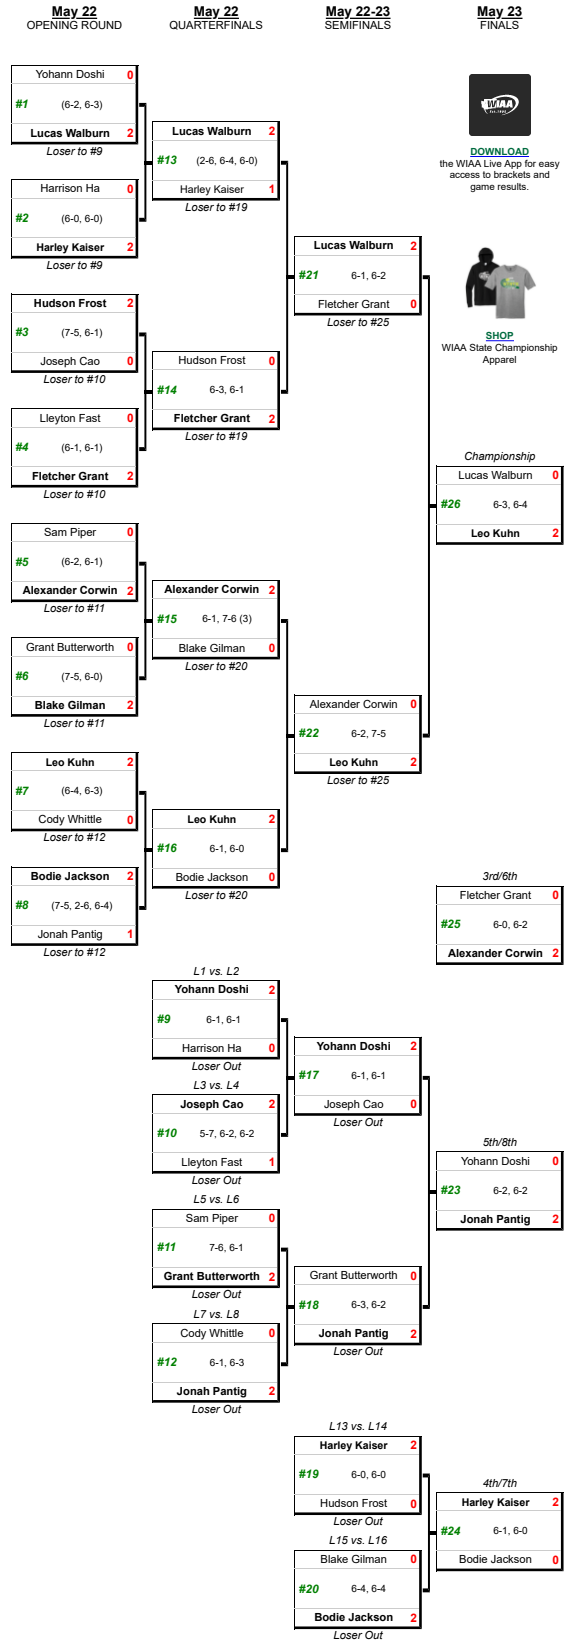 May 22
OPENING ROUND
May 22
QUARTERFINALS
May 22-23
SEMIFINALS
May 23
FINALS
Yohann Doshi 0
#1 (6-2, 6-3)
Lucas Walburn 2
Loser to #9
Harrison Ha 0
#2 (6-0, 6-0)
Harley Kaiser 2
Loser to #9
Hudson Frost 2
#3 (7-5, 6-1)
Joseph Cao 0
Loser to #10
Lleyton Fast 0
#4 (6-1, 6-1)
Fletcher Grant 2
Loser to #10
Sam Piper 0
#5 (6-2, 6-1)
Alexander Corwin 2
Loser to #11
Grant Butterworth 0
#6 (7-5, 6-0)
Blake Gilman 2
Loser to #11
Leo Kuhn 2
#7 (6-4, 6-3)
Cody Whittle 0
Loser to #12
Bodie Jackson 2
#8 (7-5, 2-6, 6-4)
Jonah Pantig 1
Loser to #12
Lucas Walburn 2
#13 (2-6, 6-4, 6-0)
Harley Kaiser 1
Loser to #19
Hudson Frost 0
#14 6-3, 6-1
Fletcher Grant 2
Loser to #19
Alexander Corwin 2
#15 6-1, 7-6 (3)
Blake Gilman 0
Loser to #20
Leo Kuhn 2
#16 6-1, 6-0
Bodie Jackson 0
Loser to #20
L1 vs. L2
Yohann Doshi 2
#9 6-1, 6-1
Harrison Ha 0
Loser Out
L3 vs. L4
Joseph Cao 2
#10 5-7, 6-2, 6-2
Lleyton Fast 1
Loser Out
L5 vs. L6
Sam Piper 0
#11 7-6, 6-1
Grant Butterworth 2
Loser Out
L7 vs. L8
Cody Whittle 0
#12 6-1, 6-3
Jonah Pantig 2
Loser Out
Lucas Walburn 2
#21 6-1, 6-2
Fletcher Grant 0
Loser to #25
Alexander Corwin 0
#22 6-2, 7-5
Leo Kuhn 2
Loser to #25
Yohann Doshi 2
#17 6-1, 6-1
Joseph Cao 0
Loser Out
Grant Butterworth 0
#18 6-3, 6-2
Jonah Pantig 2
Loser Out
L13 vs. L14
Harley Kaiser 2
#19 6-0, 6-0
Hudson Frost 0
Loser Out
L15 vs. L16
Blake Gilman 0
#20 6-4, 6-4
Bodie Jackson 2
Loser Out
WIAA
DOWNLOAD
the WIAA Live App for easy
access to brackets and
game results.
SHOP
WIAA State Championship
Apparel
Championship
Lucas Walburn 0
#26 6-3, 6-4
Leo Kuhn 2
3rd/6th
Fletcher Grant 0
#25 6-0, 6-2
Alexander Corwin 2
5th/8th
Yohann Doshi 0
#23 6-2, 6-2
Jonah Pantig 2
4th/7th
Harley Kaiser 2
#24 6-1, 6-0
Bodie Jackson 0